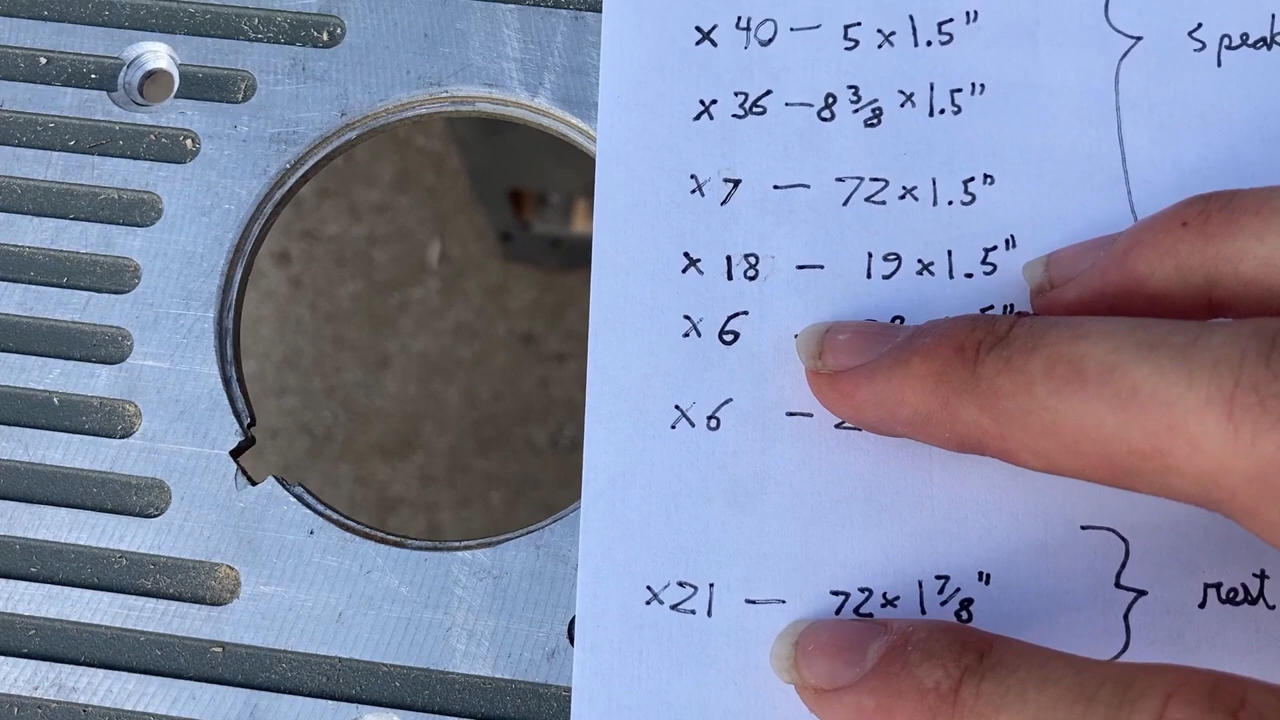 x 40 - 5 x 1.5"
x 36 - 8 3/8 x 1.5"
x 7 - 72 x 1.5"
x 18 - 19 x 1.5"
x 6 -
x 6 -
x 21 - 72 x 1 7/8"
rest